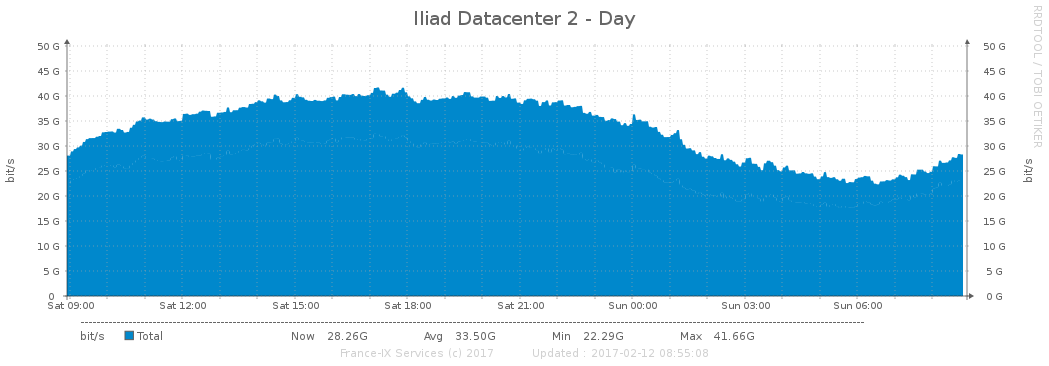 Iliad Datacenter 2 - Day
RRDTOOL / TOBI OETIKER
50 G 50 G
45 G 45 G
40 G 40 G
35 G 35 G
30 G 30 G
25 G 25 G
20 G 20 G
15 G 15 G
10 G 10 G
5 G 5 G
0 0 G
bit/s bit/s
Sat 09:00 Sat 12:00 Sat 15:00 Sat 18:00 Sat 21:00 Sun 00:00 Sun 03:00 Sun 06:00
bit/s Total Now 28.26G Avg 33.50G Min 22.29G Max 41.66G
France-IX Services (c) 2017 Updated : 2017-02-12 08:55:08